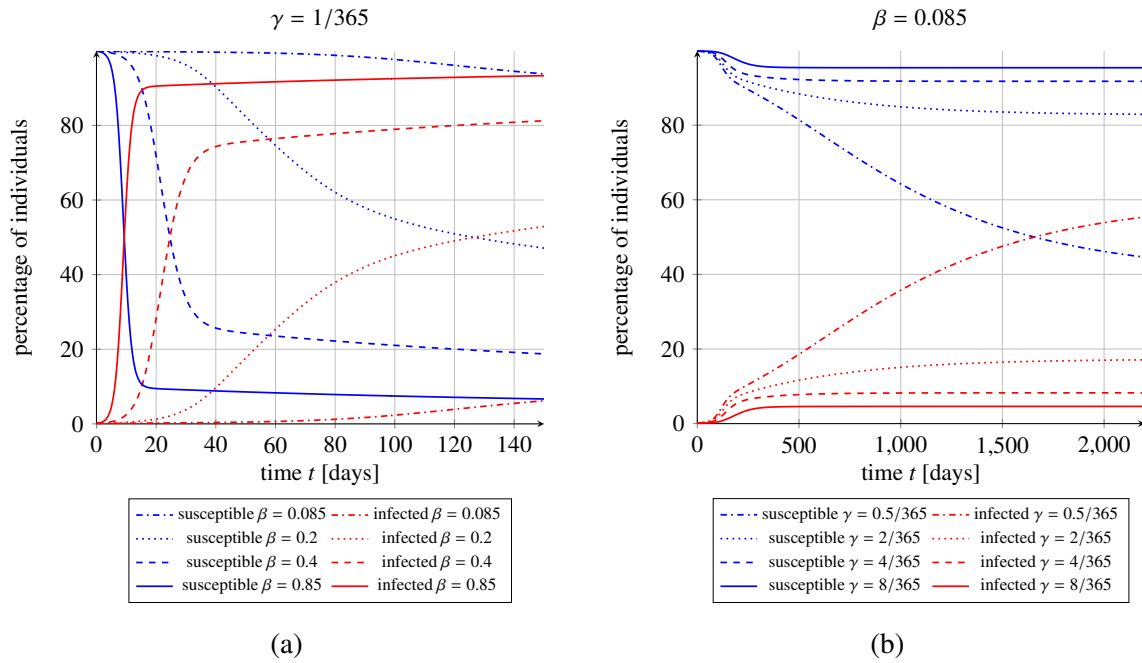 γ = 1/365
percentage of individuals
80
60
40
20
0
0 20 40 60 80 100 120 140
time t [days]
susceptible β = 0.085 infected β = 0.085
susceptible β = 0.2 infected β = 0.2
susceptible β = 0.4 infected β = 0.4
susceptible β = 0.85 infected β = 0.85
(a)
β = 0.085
percentage of individuals
80
60
40
20
0
0 500 1,000 1,500 2,000
time t [days]
susceptible γ = 0.5/365 infected γ = 0.5/365
susceptible γ = 2/365 infected γ = 2/365
susceptible γ = 4/365 infected γ = 4/365
susceptible γ = 8/365 infected γ = 8/365
(b)